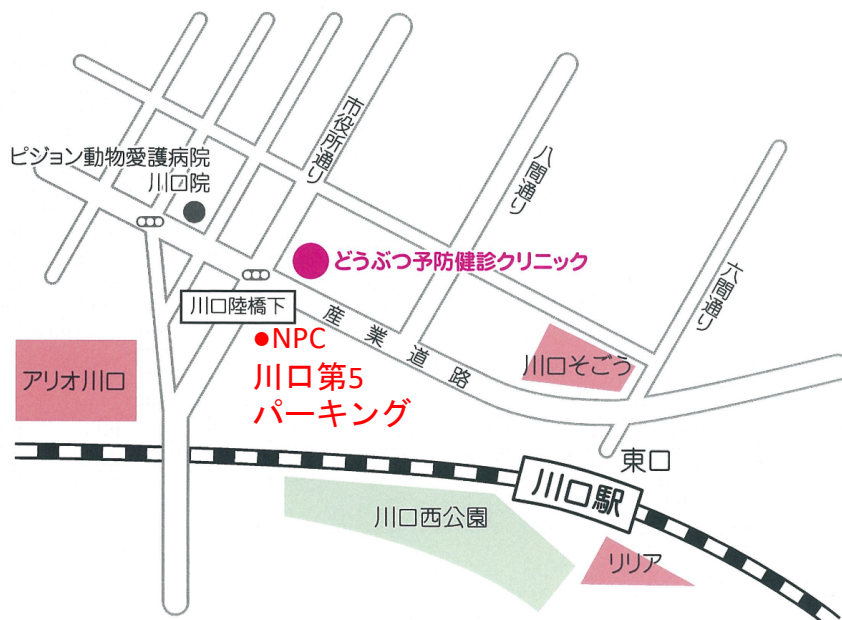 ピジョン動物愛護病院
川口院
市役所通り
八間通り
六間通り
どうぶつ予防健診クリニック
川口陸橋下
産業道路
●NPC
川口第5
パーキング
アリオ川口
川口そごう
東口
川口駅
川口西公園
リリア